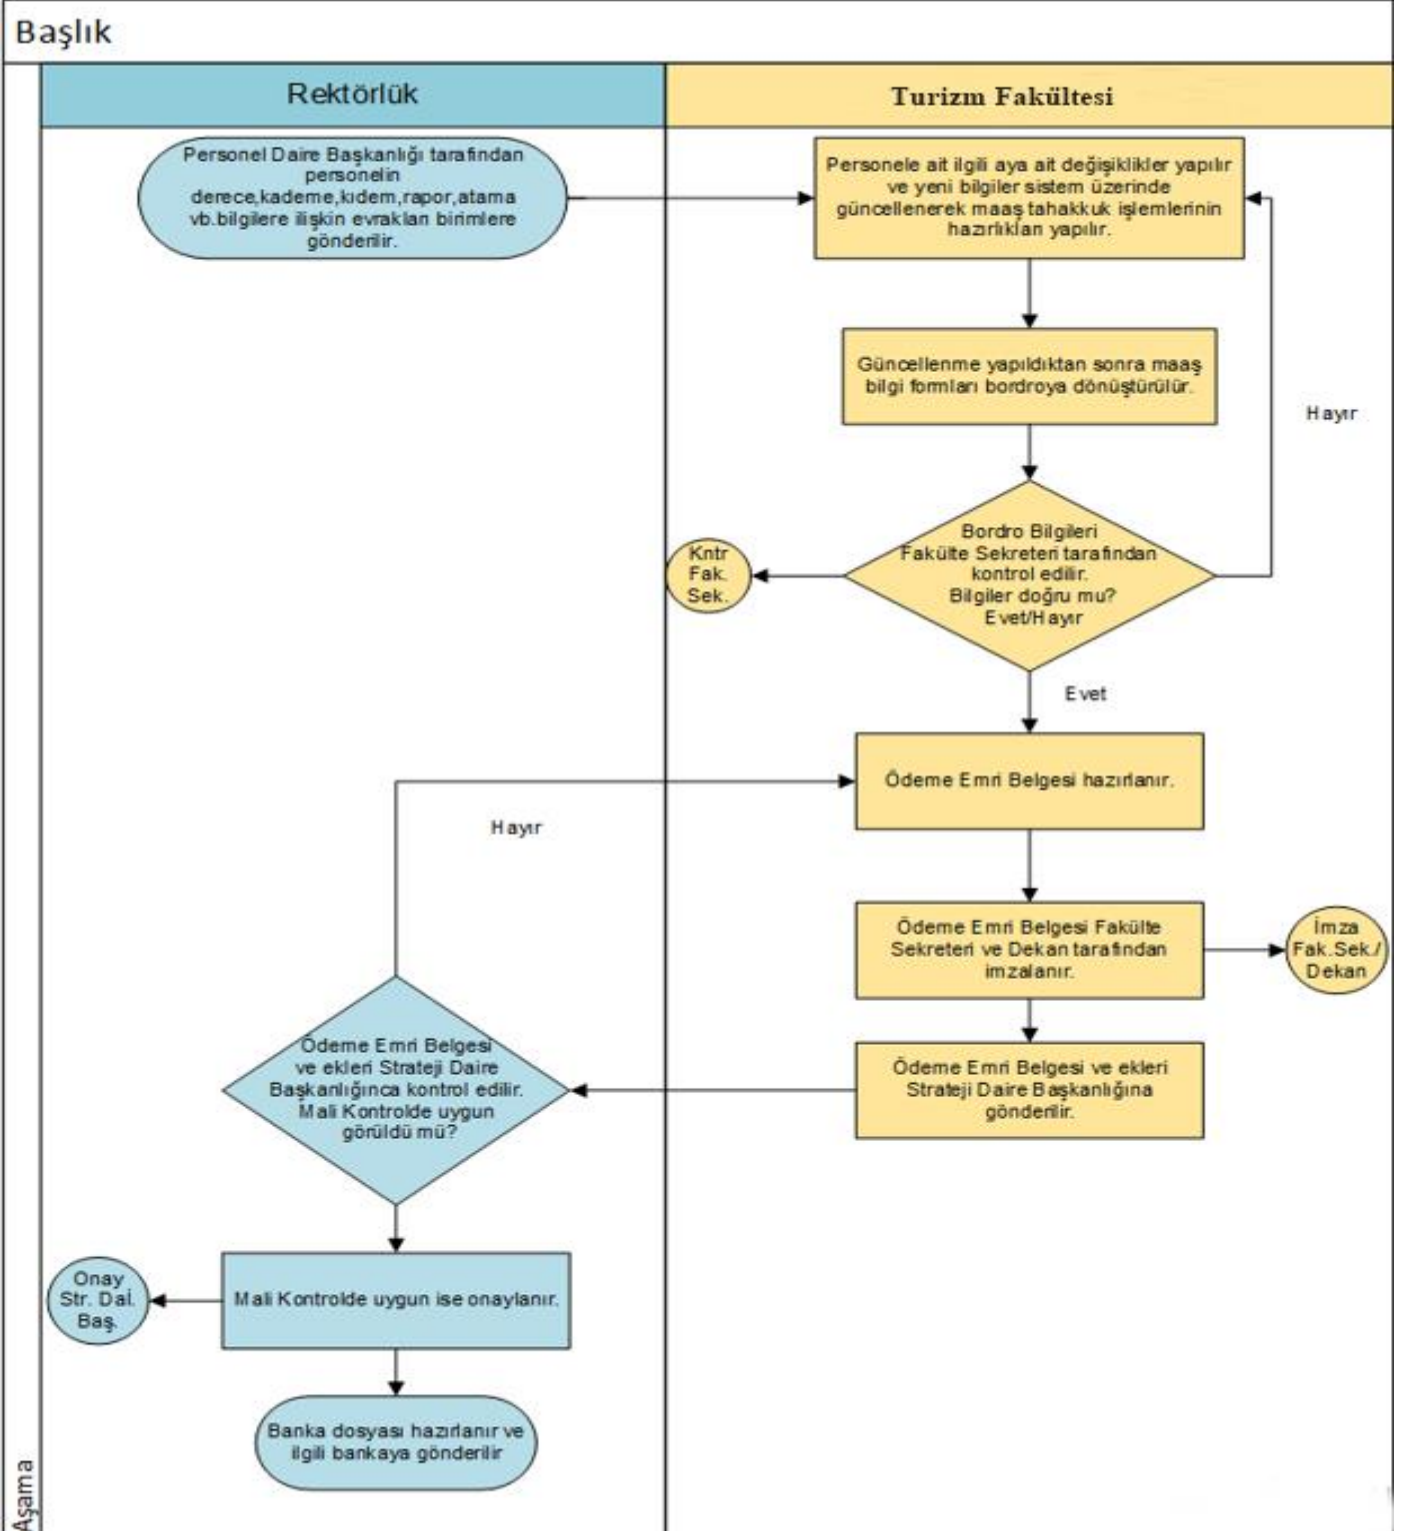 Başlık
Rektörlük
Turizm Fakültesi
Personel Daire Başkanlığı tarafından
personelin
derece,kademe,kıdem,rapor,atama
vb.bilgilere ilişkin evrakları birimlere
gönderilir.
Personele ait ilgili aya ait değişiklikler yapılır
ve yeni bilgiler sistem üzerinde
güncellenerek maaş tahakkuk işlemlerinin
hazırlıkları yapılır.
Güncellenme yapıldıktan sonra maaş
bilgi formları bordroya dönüştürülür.
Hayır
Bordro Bilgileri
Fakülte Sekreteri tarafından
kontrol edilir.
Bilgiler doğru mu?
Evet/Hayır
Kntr
Fak.
Sek.
Evet
Ödeme Emri Belgesi hazırlanır.
Hayır
Ödeme Emri Belgesi Fakülte
Sekreteri ve Dekan tarafından
imzalanır.
İmza
Fak.Sek./
Dekan
Ödeme Emri Belgesi ve ekleri
Strateji Daire Başkanlığına
gönderilir.
Ödeme Emri Belgesi
ve ekleri Strateji Daire
Başkanlığınca kontrol edilir.
Mali Kontrolde uygun
görüldü mü?
Mali Kontrolde uygun ise onaylanır.
Onay
Str. Dai.
Baş.
Banka dosyası hazırlanır ve
ilgili bankaya gönderilir
Aşama